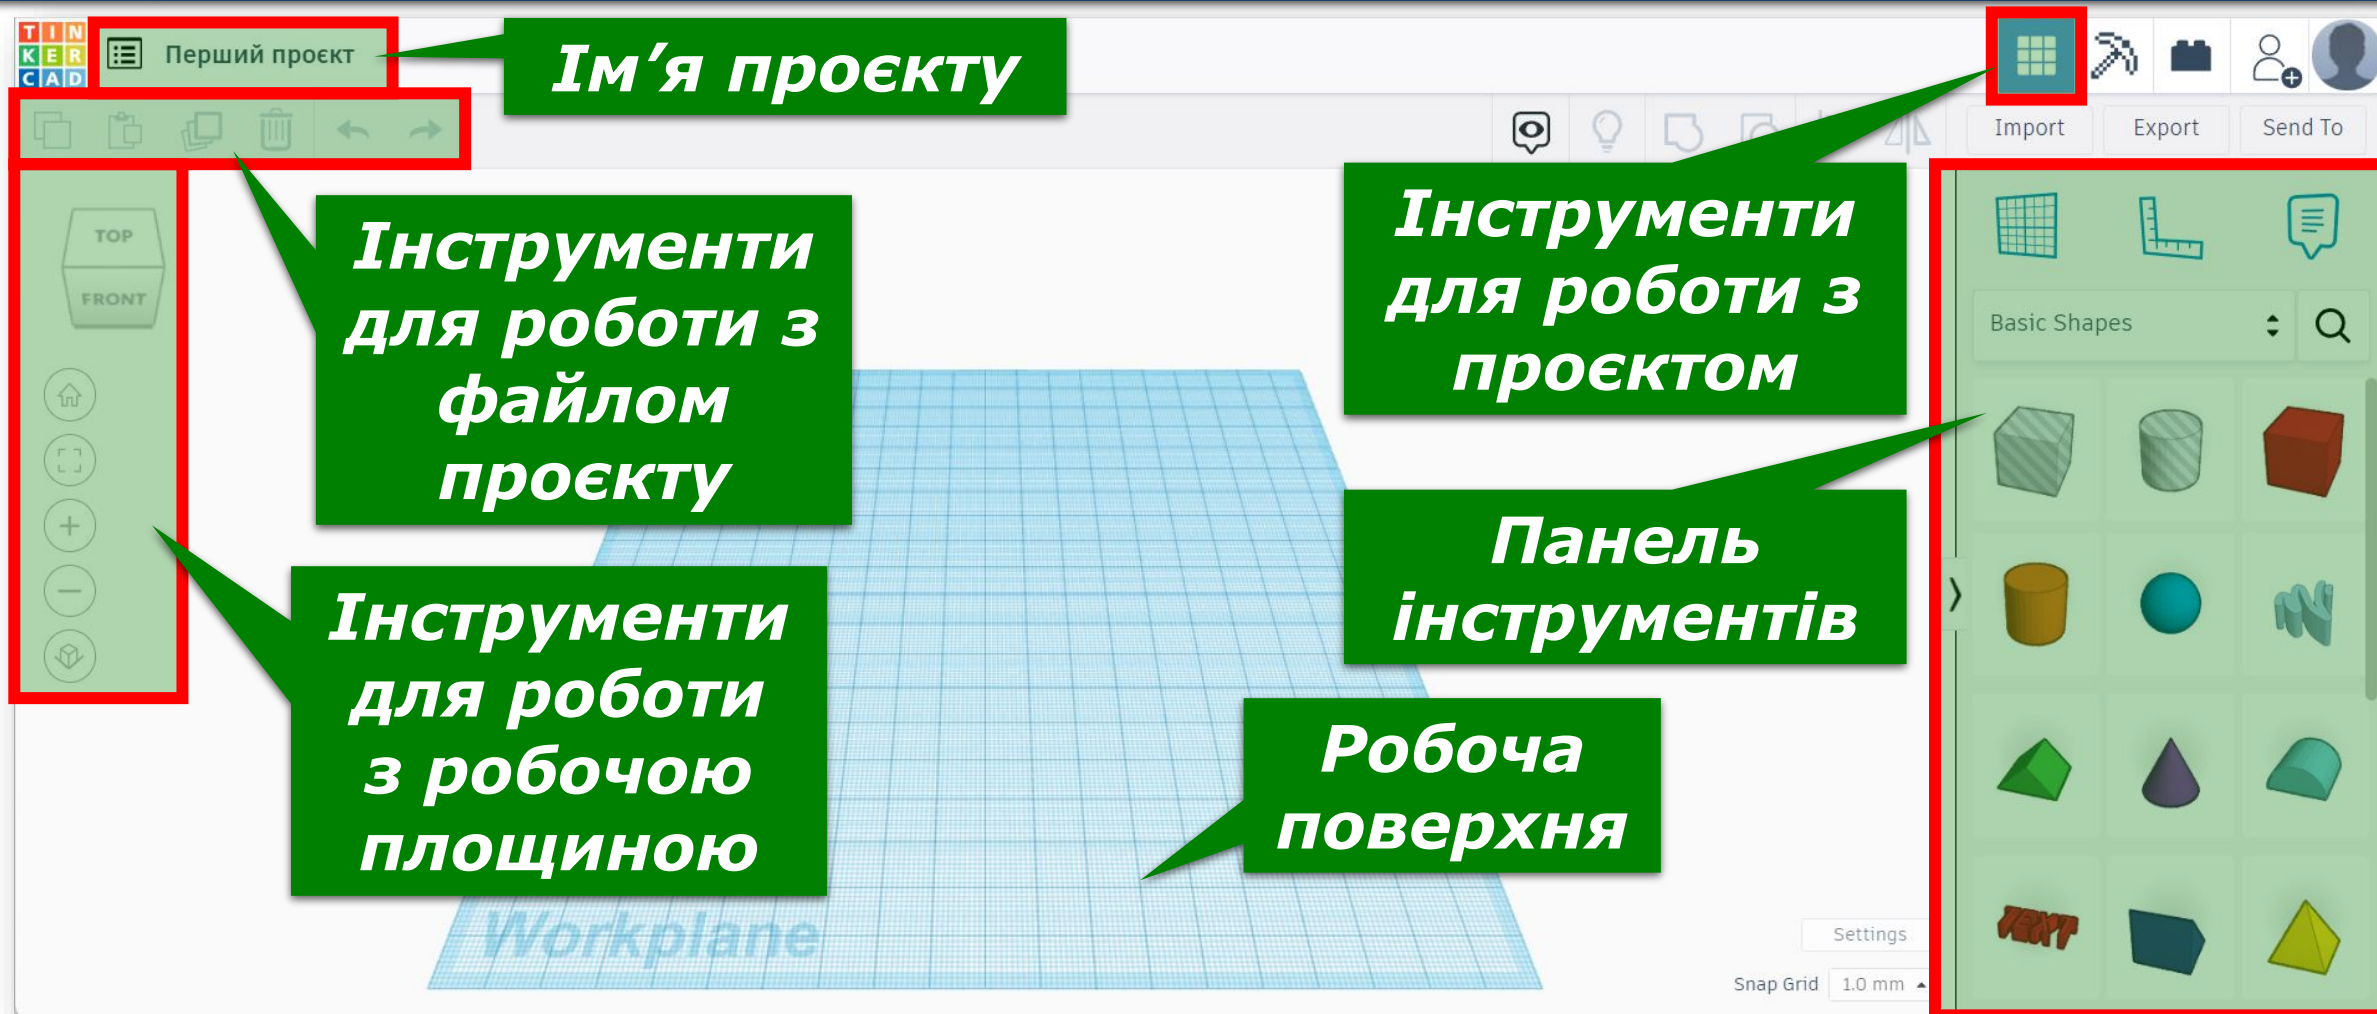 TIN
KER
CAD
Перший проєкт
Ім’я проєкту
Import
Export
Send To
TOP
FRONT
Інструменти
для роботи з
файлом
проєкту
Інструменти
для роботи з
проєктом
Basic Shapes
Панель
інструментів
Інструменти
для роботи
з робочою
площиною
Робоча
поверхня
TEXT
Workplane
Settings
Snap Grid 1.0 mm